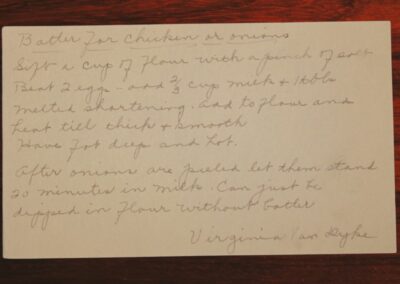 Batter for chicken or onions
Sift a cup of flour with a pinch of salt
Beat 2 egg - add 2/3 cup milk & 1 tbls
melted shortening. add to flour and
beat till thick & smooth
Have fat deep and hot.
After onions are peeled let them stand
20 minutes in milk. Can just be
dipped in flour without batter
Virginia Van Dyke